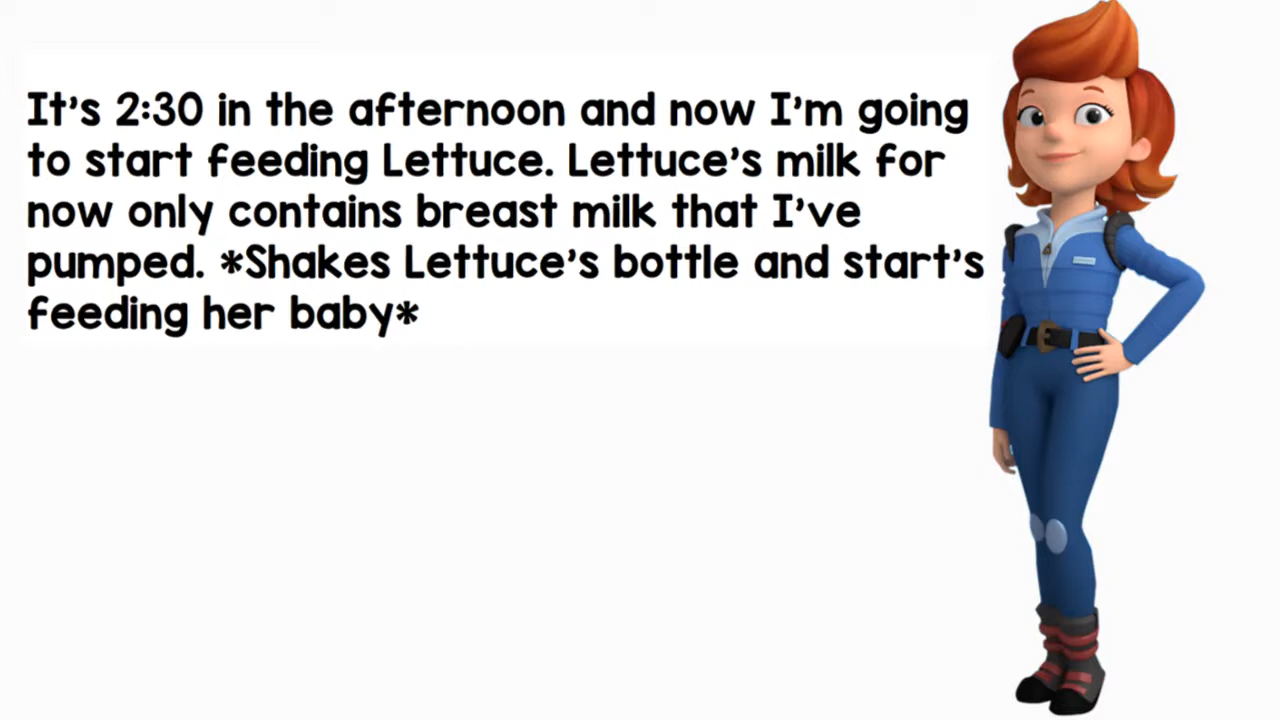 It's 2:30 in the afternoon and now I'm going
to start feeding Lettuce. Lettuce's milk for
now only contains breast milk that I've
pumped. *Shakes Lettuce's bottle and start's
feeding her baby*